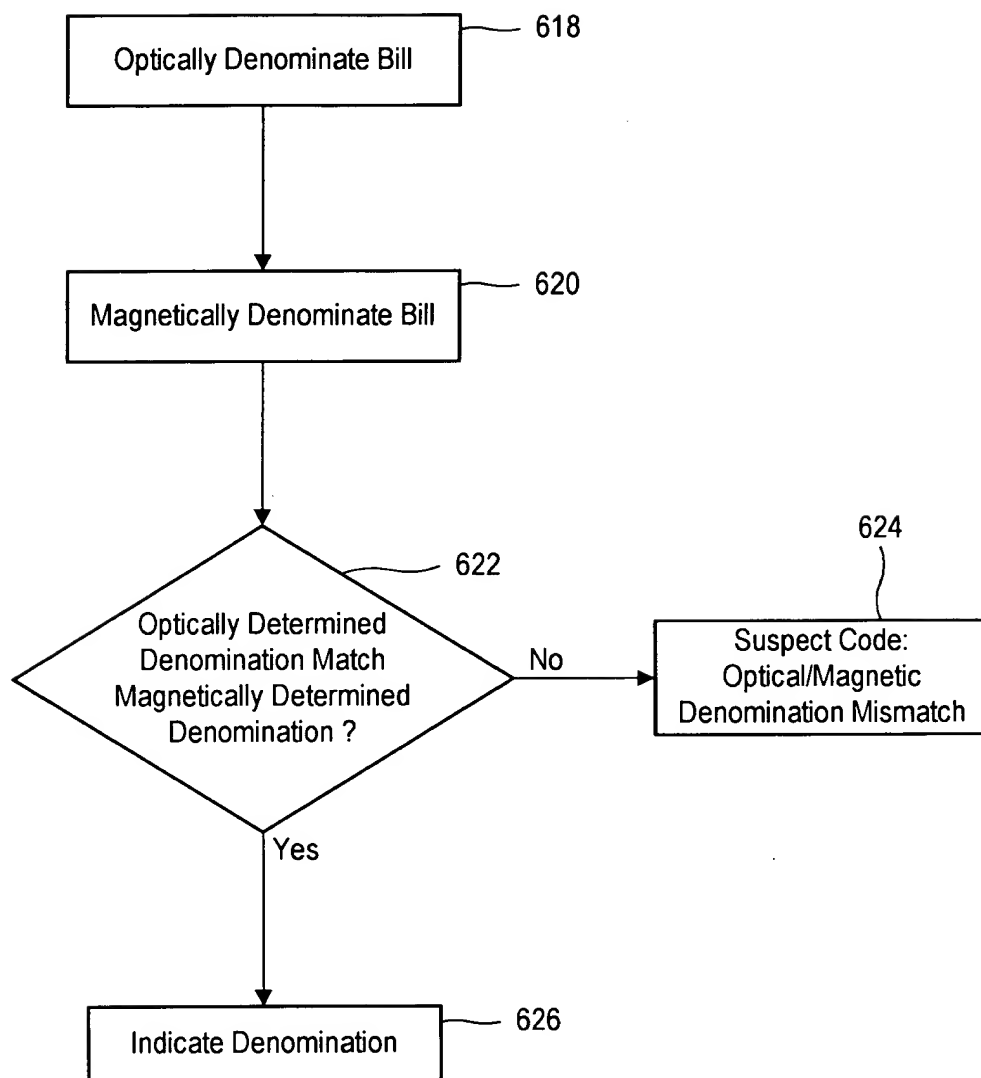 618
Optically Denominate Bill
620
Magnetically Denominate Bill
622
624
Optically Determined
Denomination Match
Magnetically Determined
Denomination ?
No
Suspect Code:
Optical/Magnetic
Denomination Mismatch
Yes
626
Indicate Denomination